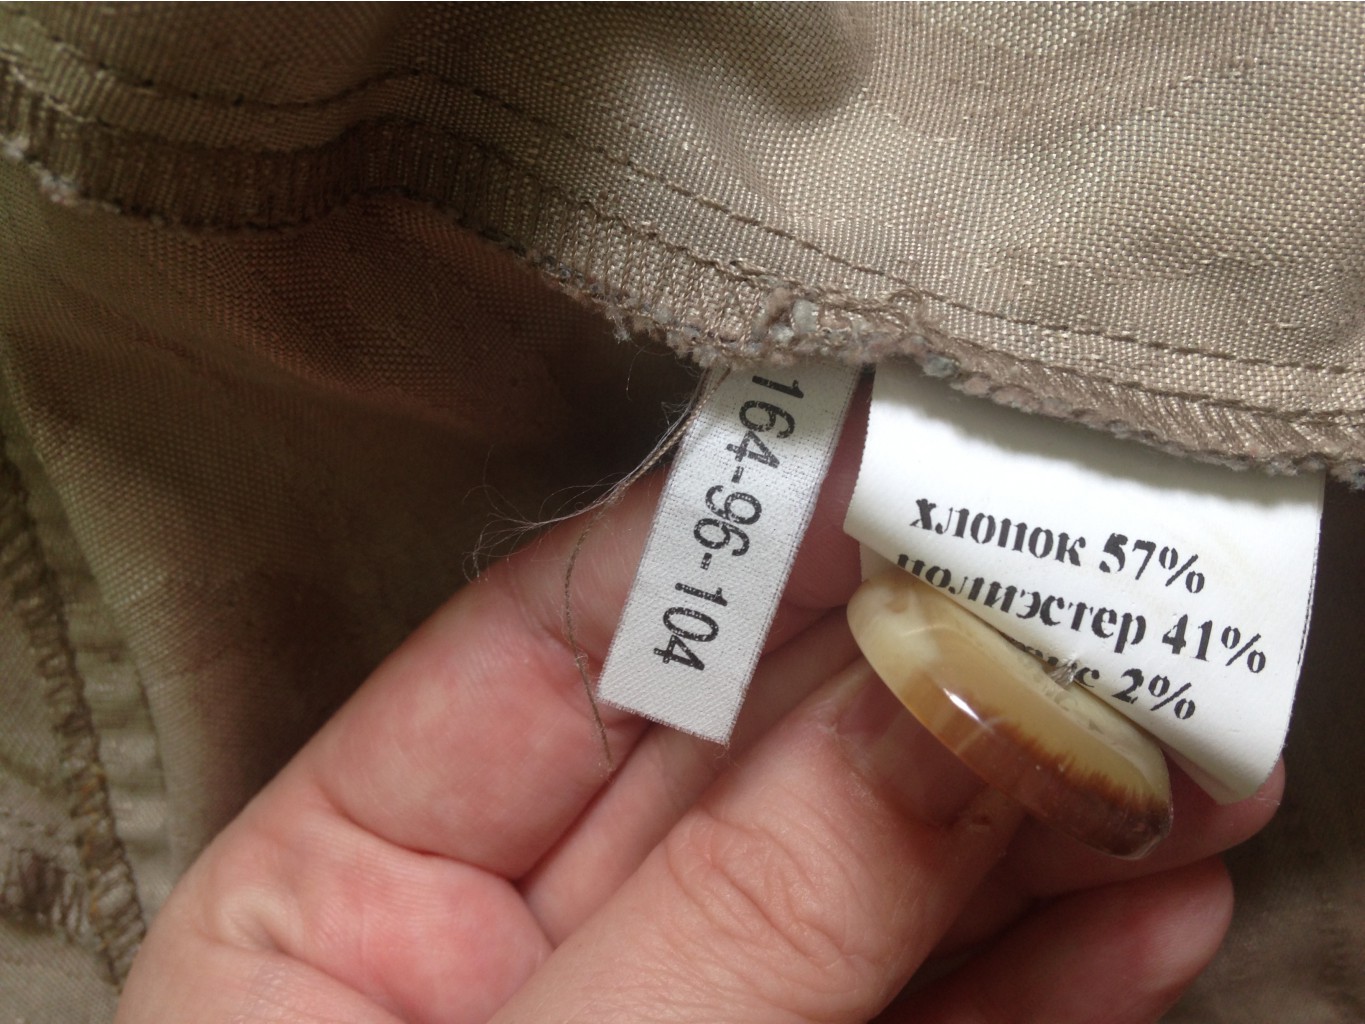 164-96-104
хлопок 57%
полиэстер 41%
2%